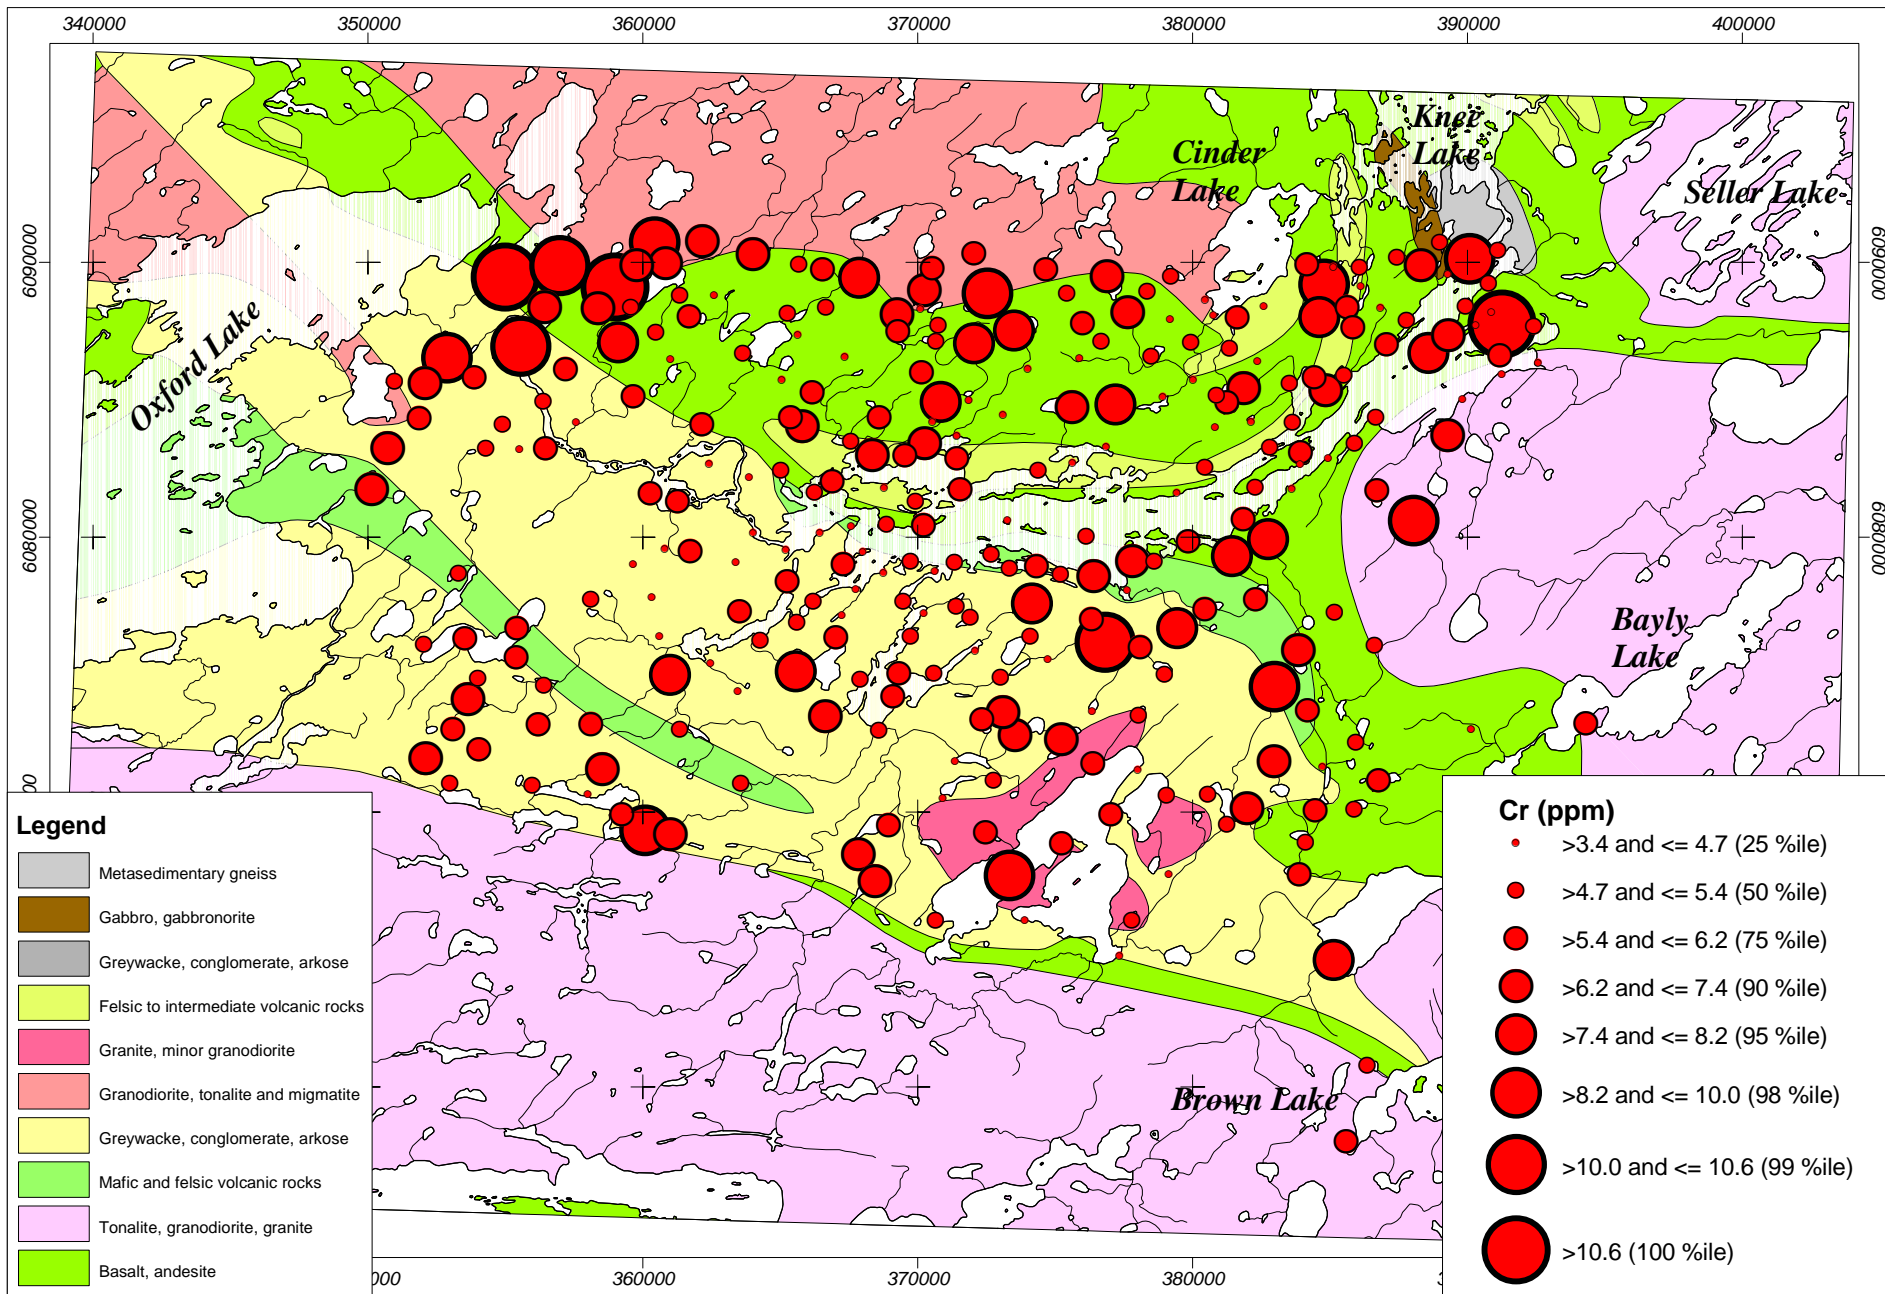 340000 350000 360000 370000 380000 390000 400000
Knee
Lake
Cinder
Lake
Seller Lake
6090000
6090000
Oxford Lake
6080000
6080000
Bayly
Lake
Brown Lake
Legend
Metasedimentary gneiss
Gabbro, gabbronorite
Greywacke, conglomerate, arkose
Felsic to intermediate volcanic rocks
Granite, minor granodiorite
Granodiorite, tonalite and migmatite
Greywacke, conglomerate, arkose
Mafic and felsic volcanic rocks
Tonalite, granodiorite, granite
Basalt, andesite
Cr (ppm)
>3.4 and <= 4.7 (25 %ile)
>4.7 and <= 5.4 (50 %ile)
>5.4 and <= 6.2 (75 %ile)
>6.2 and <= 7.4 (90 %ile)
>7.4 and <= 8.2 (95 %ile)
>8.2 and <= 10.0 (98 %ile)
>10.0 and <= 10.6 (99 %ile)
>10.6 (100 %ile)
360000 370000 380000